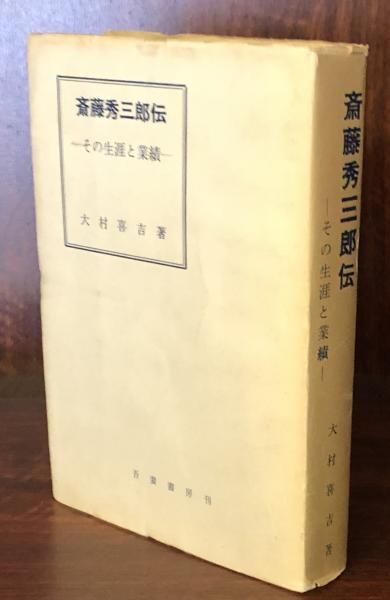 斎藤秀三郎伝
―その生涯と業績―
大村喜吉著
吾妻書房刊
斎藤秀三郎伝
―その生涯と業績―
大村喜吉著